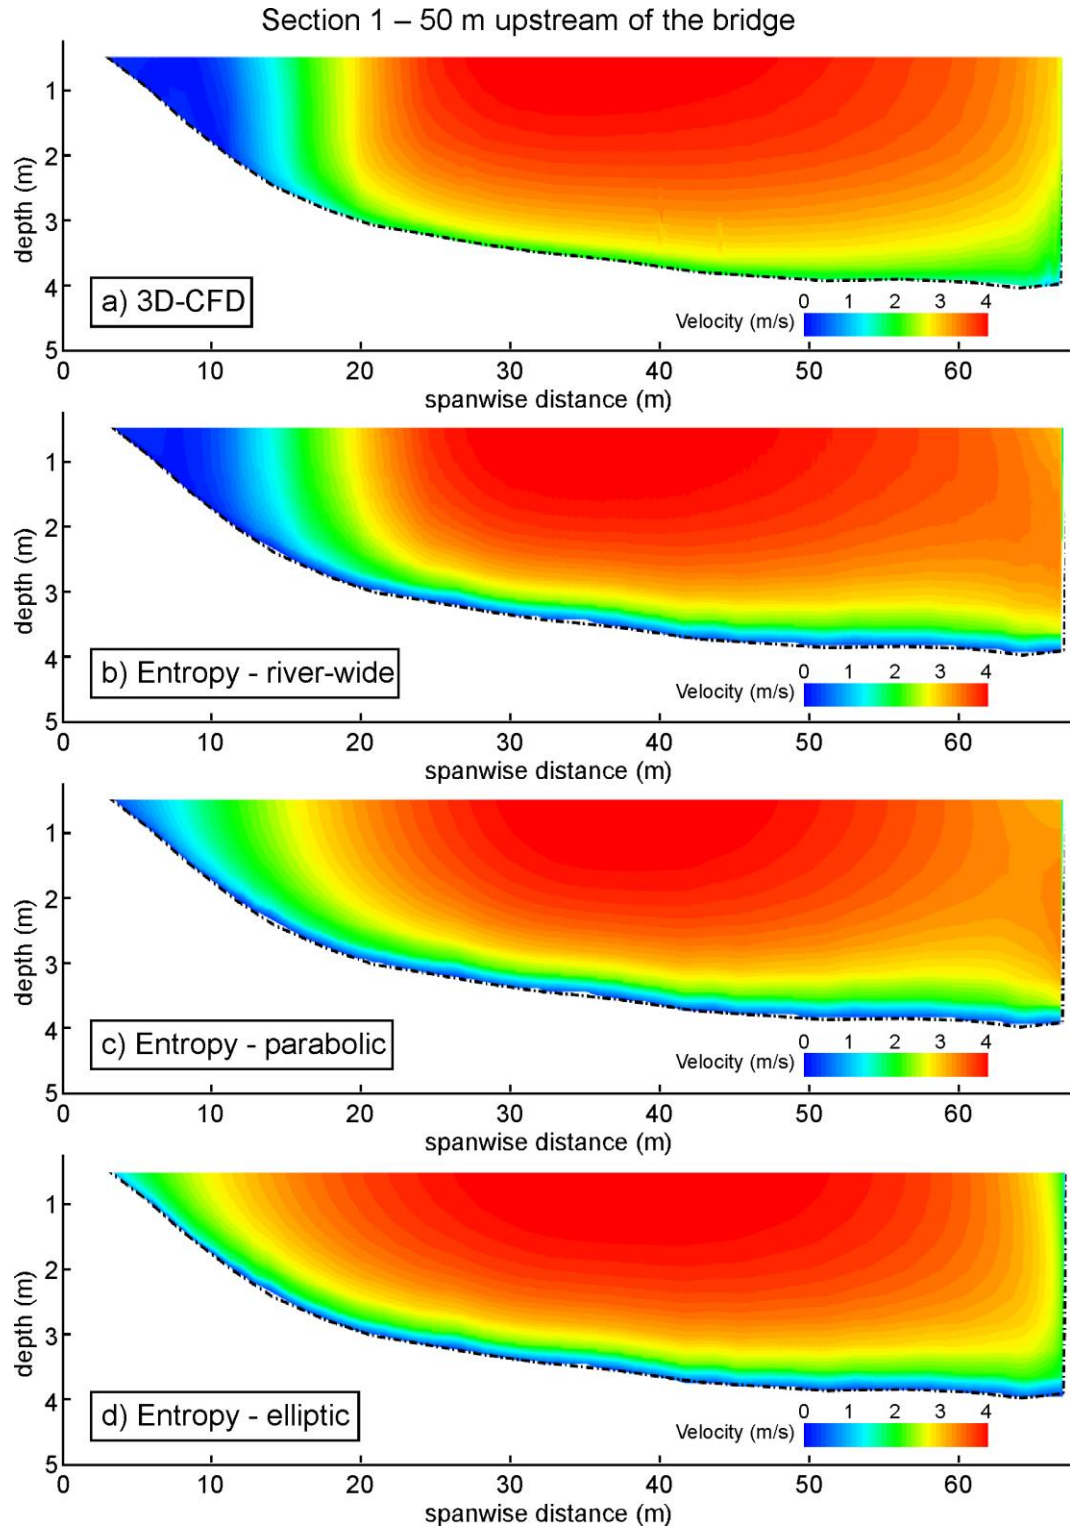 Section 1 – 50 m upstream of the bridge
1
2
3
4
5
depth (m)
a) 3D-CFD
Velocity (m/s)
0 1 2 3 4
0 10 20 30 40 50 60
spanwise distance (m)
1
2
3
4
5
depth (m)
b) Entropy - river-wide
Velocity (m/s)
0 1 2 3 4
0 10 20 30 40 50 60
spanwise distance (m)
1
2
3
4
5
depth (m)
c) Entropy - parabolic
Velocity (m/s)
0 1 2 3 4
0 10 20 30 40 50 60
spanwise distance (m)
1
2
3
4
5
depth (m)
d) Entropy - elliptic
Velocity (m/s)
0 1 2 3 4
0 10 20 30 40 50 60
spanwise distance (m)